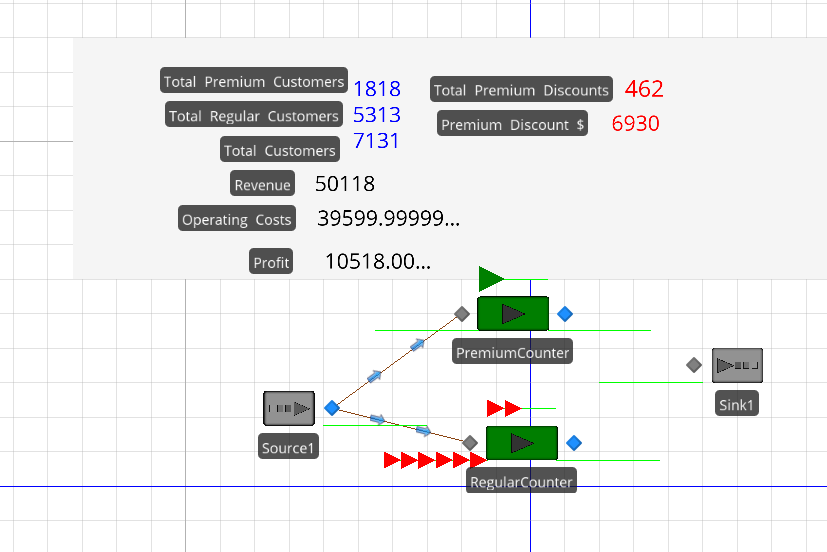 Total Premium Customers 1818
Total Regular Customers 5313
Total Customers 7131
Revenue 50118
Operating Costs 39599.99999...
Profit 10518.00...
Total Premium Discounts 462
Premium Discount $ 6930
PremiumCounter
Sink1
Source1
RegularCounter